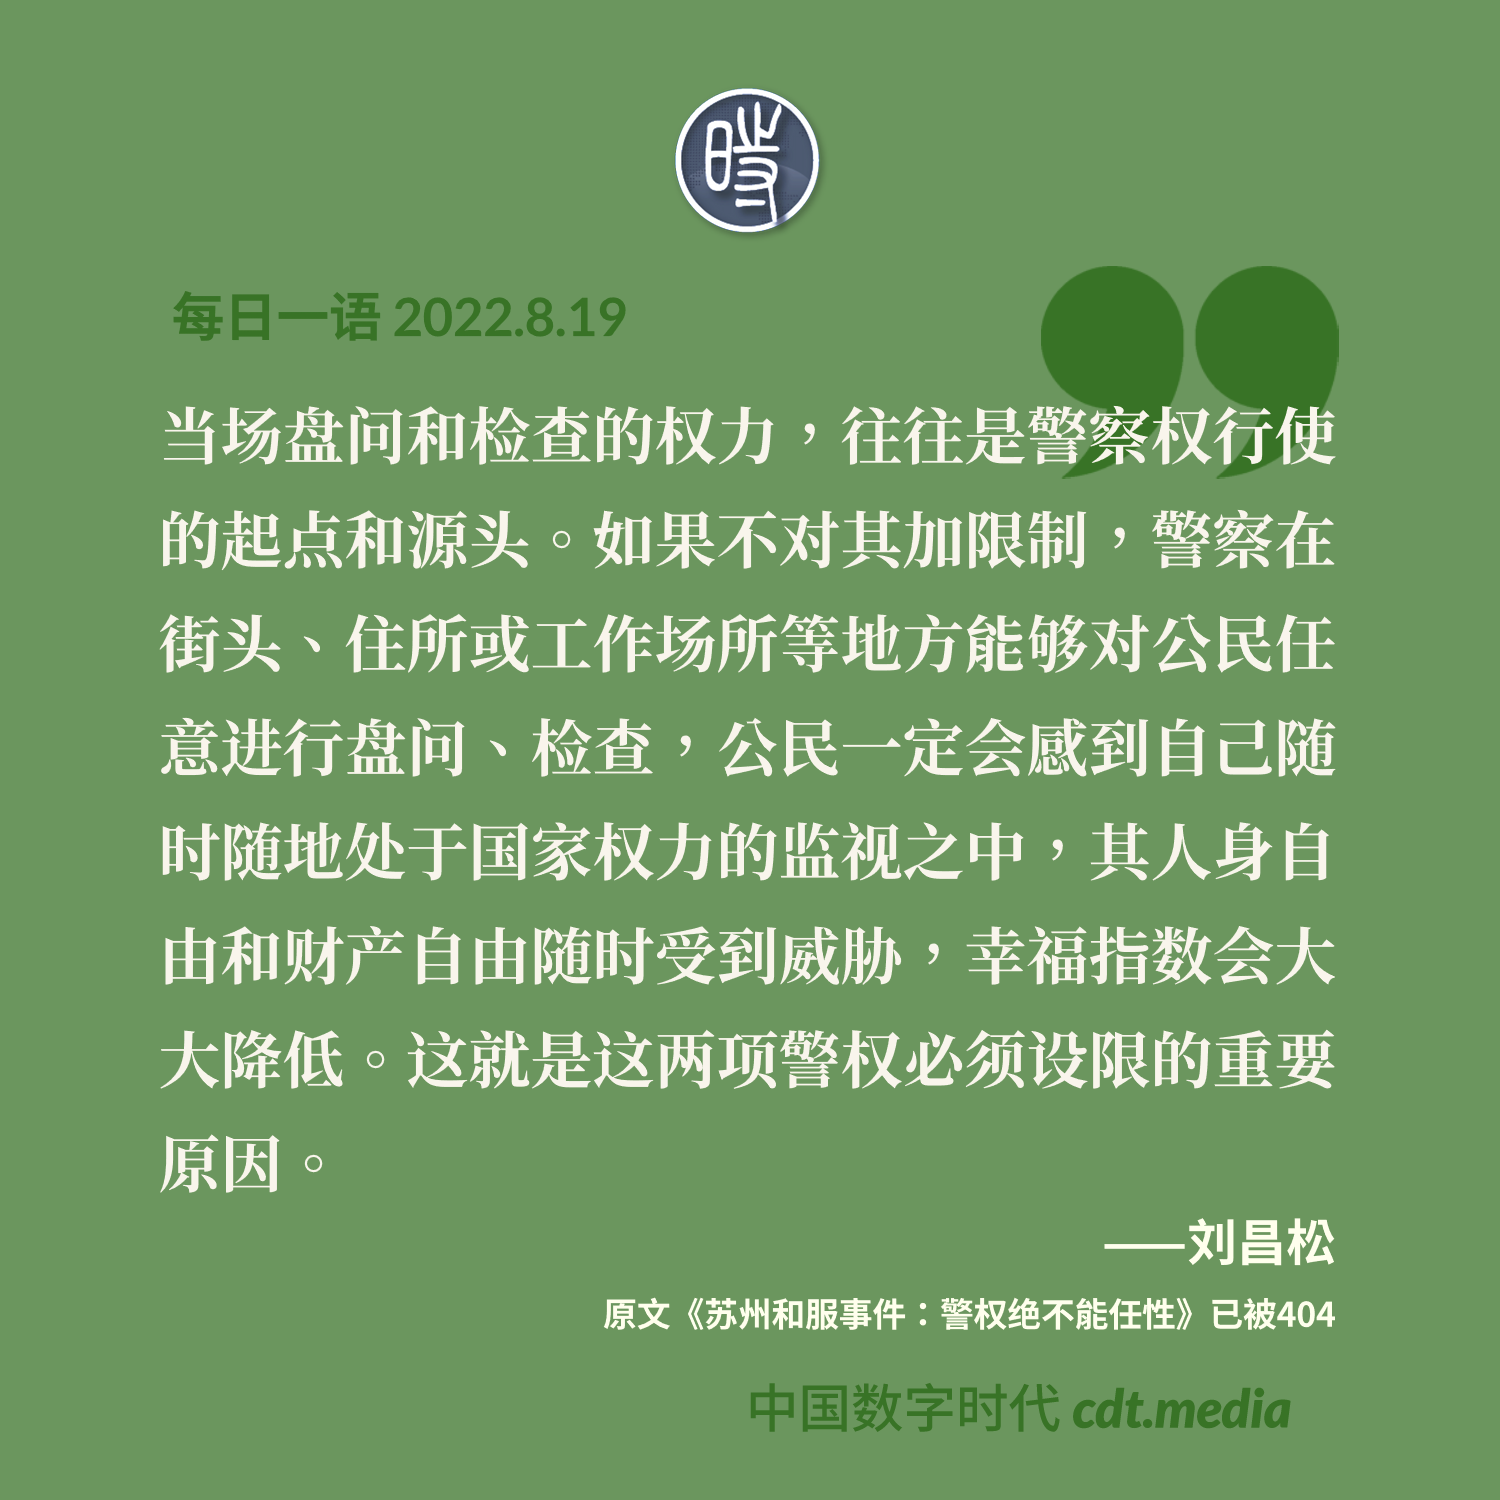 時
每日一语 2022.8.19
当场盘问和检查的权力，往往是警察权行使
的起点和源头。如果不对其加限制，警察在
街头、住所或工作场所等地方能够对公民任
意进行盘问、检查，公民一定会感到自己随
时随地处于国家权力的监视之中，其人身自
由和财产自由随时受到威胁，幸福指数会大
大降低。这就是这两项警权必须设限的重要
原因。
——刘昌松
原文《苏州和服事件：警权绝不能任性》已被404
中国数字时代 cdt.media